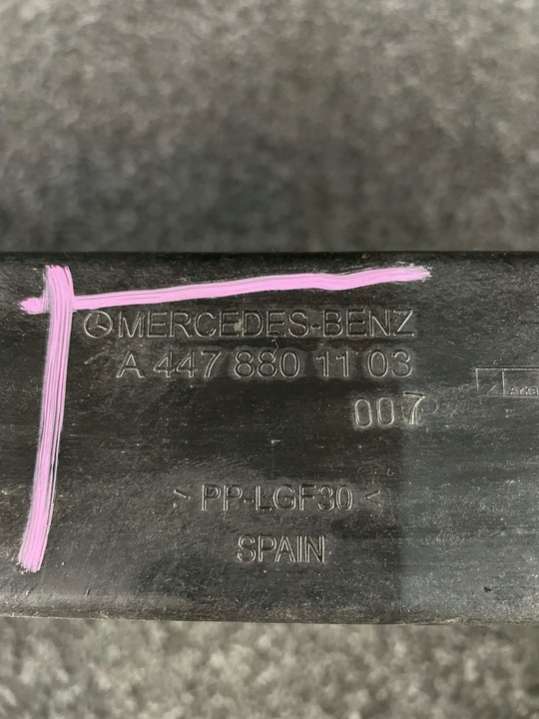 MERCEDES-BENZ
A 447 880 11 03
007
> PP-LGF30 <
SPAIN